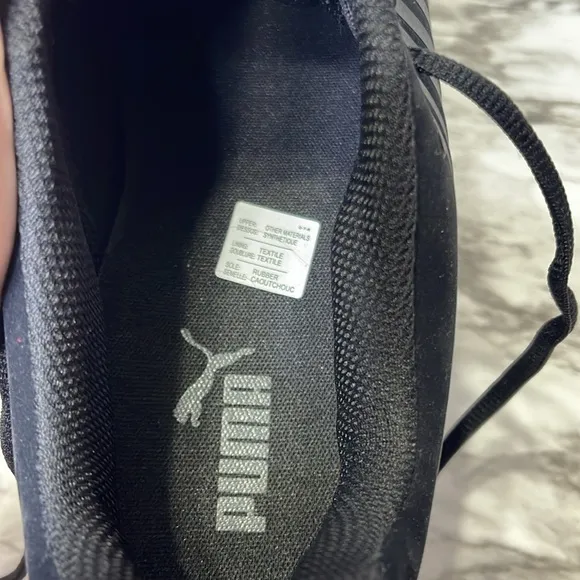 ***
UPPER: OTHER MATERIALS
DESSUS: SYNTHETIQUE
LINING: TEXTILE
DOUBLURE: TEXTILE
SOLE: RUBBER
SEMELLE: CAOUTCHOUC
PUMA